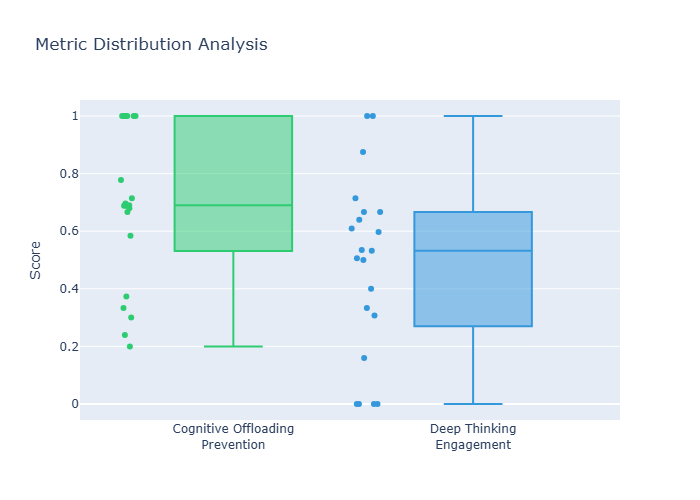 Metric Distribution Analysis
1
0.8
0.6
0.4
0.2
0
Score
Cognitive Offloading
Prevention
Deep Thinking
Engagement